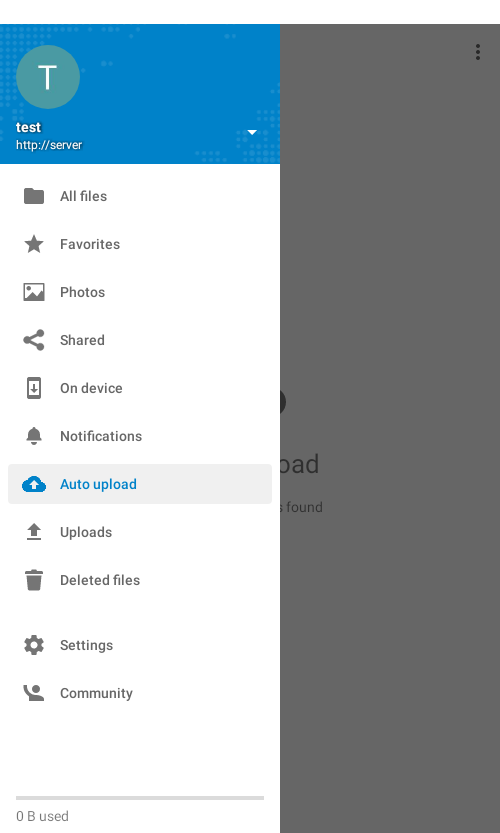 T
test
http://server
All files
Favorites
Photos
Shared
On device
Notifications
Auto upload
oad
s found
Uploads
Deleted files
Settings
Community
0 B used